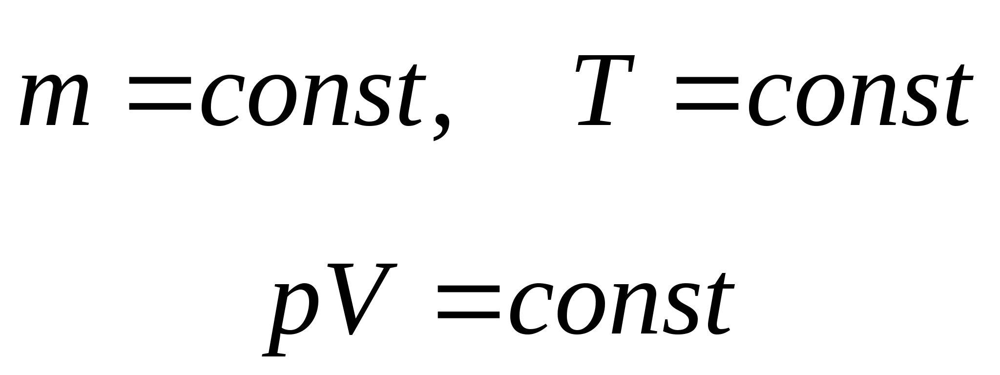 m = const, T = const
pV = const